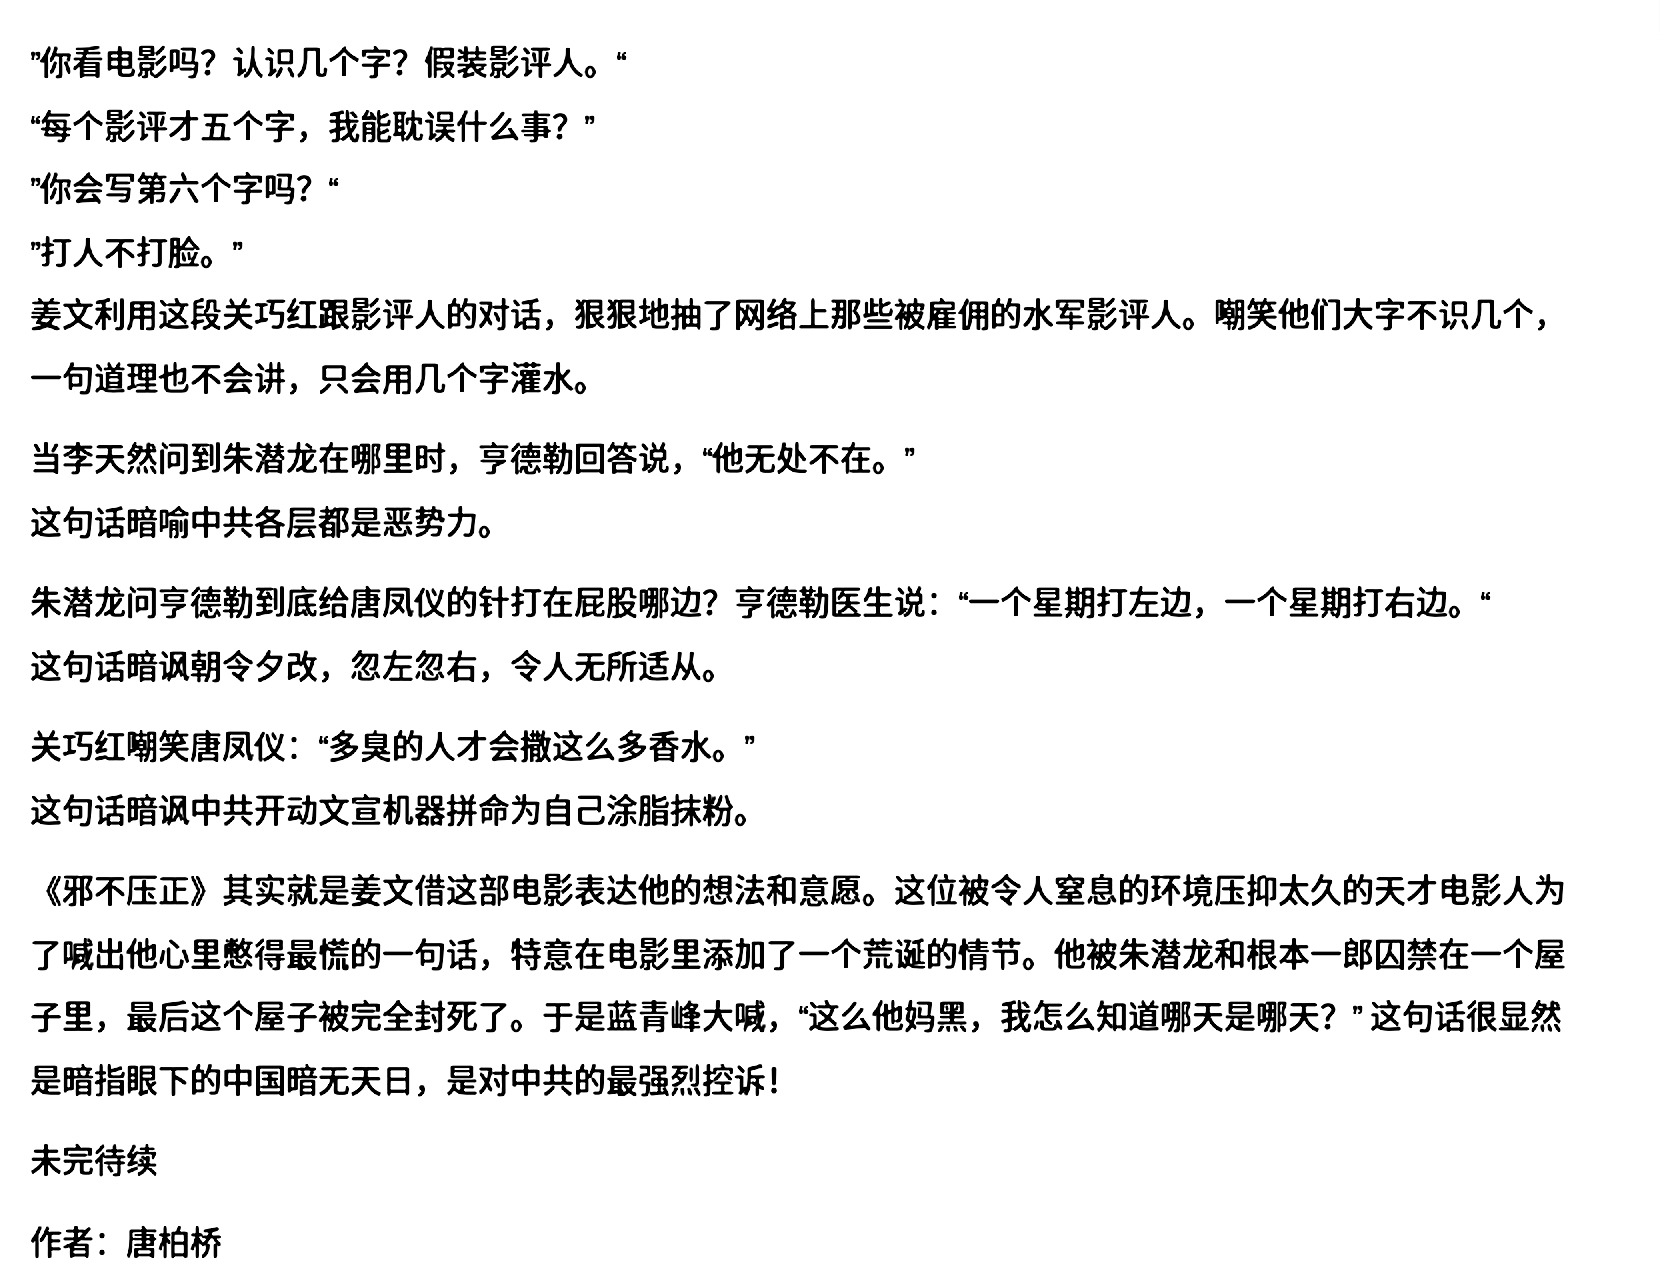 ”你看电影吗？认识几个字？假装影评人。“
“每个影评才五个字，我能耽误什么事？”
”你会写第六个字吗？“
”打人不打脸。”
姜文利用这段关巧红跟影评人的对话，狠狠地抽了网络上那些被雇佣的水军影评人。嘲笑他们大字不识几个，
一句道理也不会讲，只会用几个字灌水。
当李天然问到朱潜龙在哪里时，亨德勒回答说，“他无处不在。”
这句话暗喻中共各层都是恶势力。
朱潜龙问亨德勒到底给唐凤仪的针打在屁股哪边？亨德勒医生说：“一个星期打左边，一个星期打右边。“
这句话暗讽朝令夕改，忽左忽右，令人无所适从。
关巧红嘲笑唐凤仪：“多臭的人才会撒这么多香水。”
这句话暗讽中共开动文宣机器拼命为自己涂脂抹粉。
《邪不压正》其实就是姜文借这部电影表达他的想法和意愿。这位被令人窒息的环境压抑太久的天才电影人为
了喊出他心里憋得最慌的一句话，特意在电影里添加了一个荒诞的情节。他被朱潜龙和根本一郎囚禁在一个屋
子里，最后这个屋子被完全封死了。于是蓝青峰大喊，“这么他妈黑，我怎么知道哪天是哪天？” 这句话很显然
是暗指眼下的中国暗无天日，是对中共的最强烈控诉！
未完待续
作者：唐柏桥